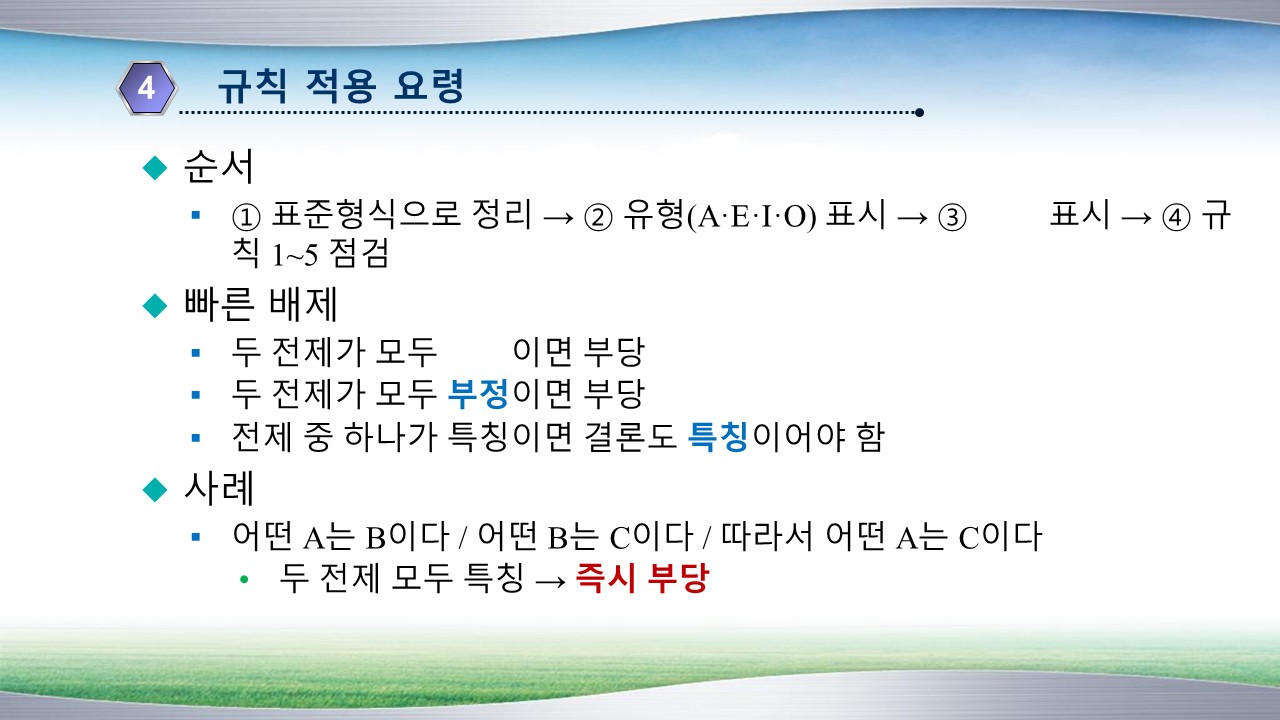 4 규칙 적용 요령
순서
① 표준형식으로 정리 → ② 유형(A·E·I·O) 표시 → ③ 표시 → ④ 규
칙 1~5 점검
빠른 배제
두 전제가 모두 이면 부당
두 전제가 모두 부정이면 부당
전제 중 하나가 특칭이면 결론도 특칭이어야 함
사례
어떤 A는 B이다 / 어떤 B는 C이다 / 따라서 어떤 A는 C이다
두 전제 모두 특칭 → 즉시 부당